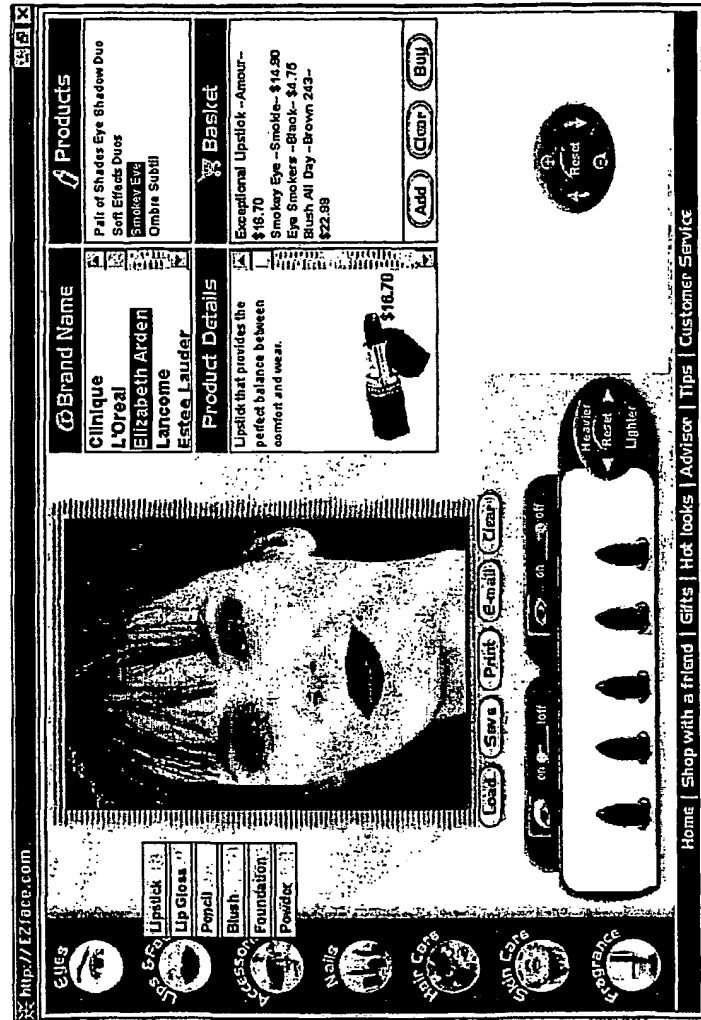 http://EZface.com
Eyes
Lips & Fa
Accessori
Nails
Hair Care
Skin Care
Fragrance
Lipstick
Lip Gloss
Pencil
Blush
Foundation
Powder
Load
Save
Print
E-mail
Clear
on
off
on
off
Heavier
Reset
Lighter
Brand Name
Clinique
L'Oreal
Elizabeth Arden
Lancome
Estee Lauder
Products
Pair of Shades Eye Shadow Duo
Soft Effects Duos
Smokey Eye
Ombre Subtil
Product Details
Lipstick that provides the
perfect balance between
comfort and wear.
$16.70
Basket
Exceptional Lipstick --Amour--
$16.70
Smokey Eye --Smokie-- $14.90
Eye Smokers --Black-- $4.75
Blush All Day --Brown 243--
$22.99
Add
Clear
Buy
Reset
Home | Shop with a friend | Gifts | Hot looks | Advisor | Tips | Customer Service